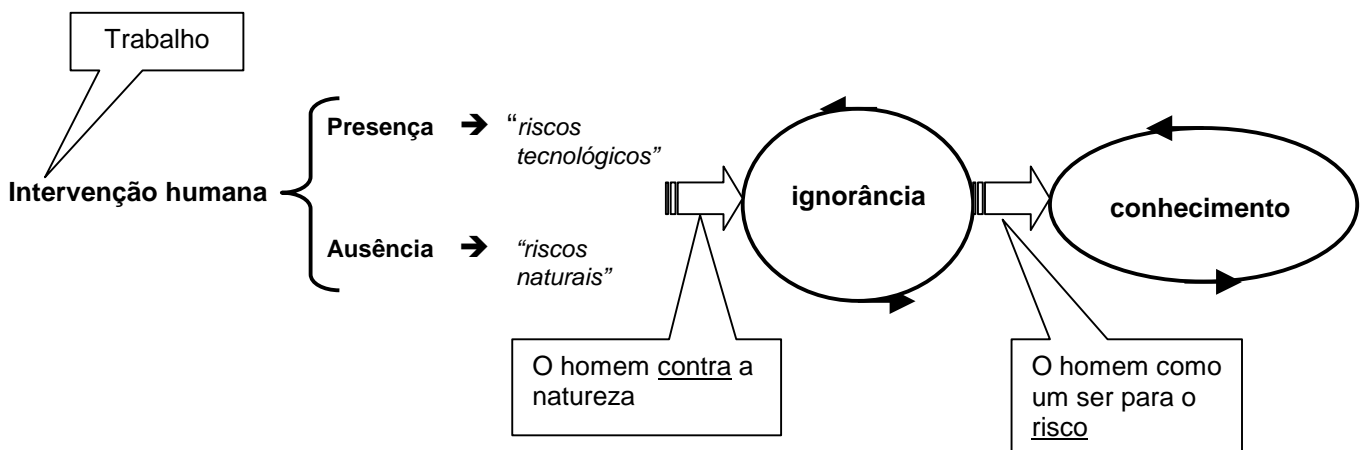 Trabalho
Intervenção humana
Presença ➔ “riscos
tecnológicos”
Ausência ➔ “riscos
naturais”
ignorância
conhecimento
O homem contra a
natureza
O homem como
um ser para o
risco